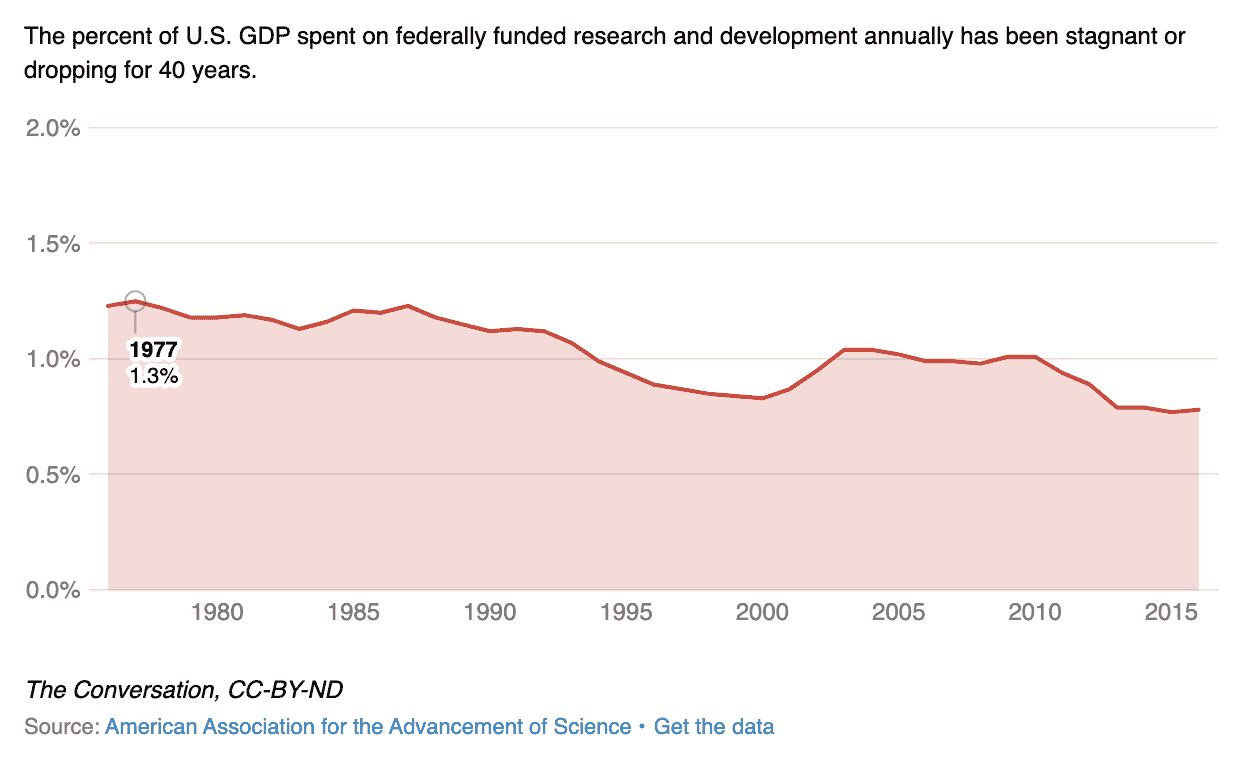 The percent of U.S. GDP spent on federally funded research and development annually has been stagnant or
dropping for 40 years.
2.0%
1.5%
1.0%
0.5%
0.0%
1977
1.3%
1980 1985 1990 1995 2000 2005 2010 2015
The Conversation, CC-BY-ND
Source: American Association for the Advancement of Science • Get the data